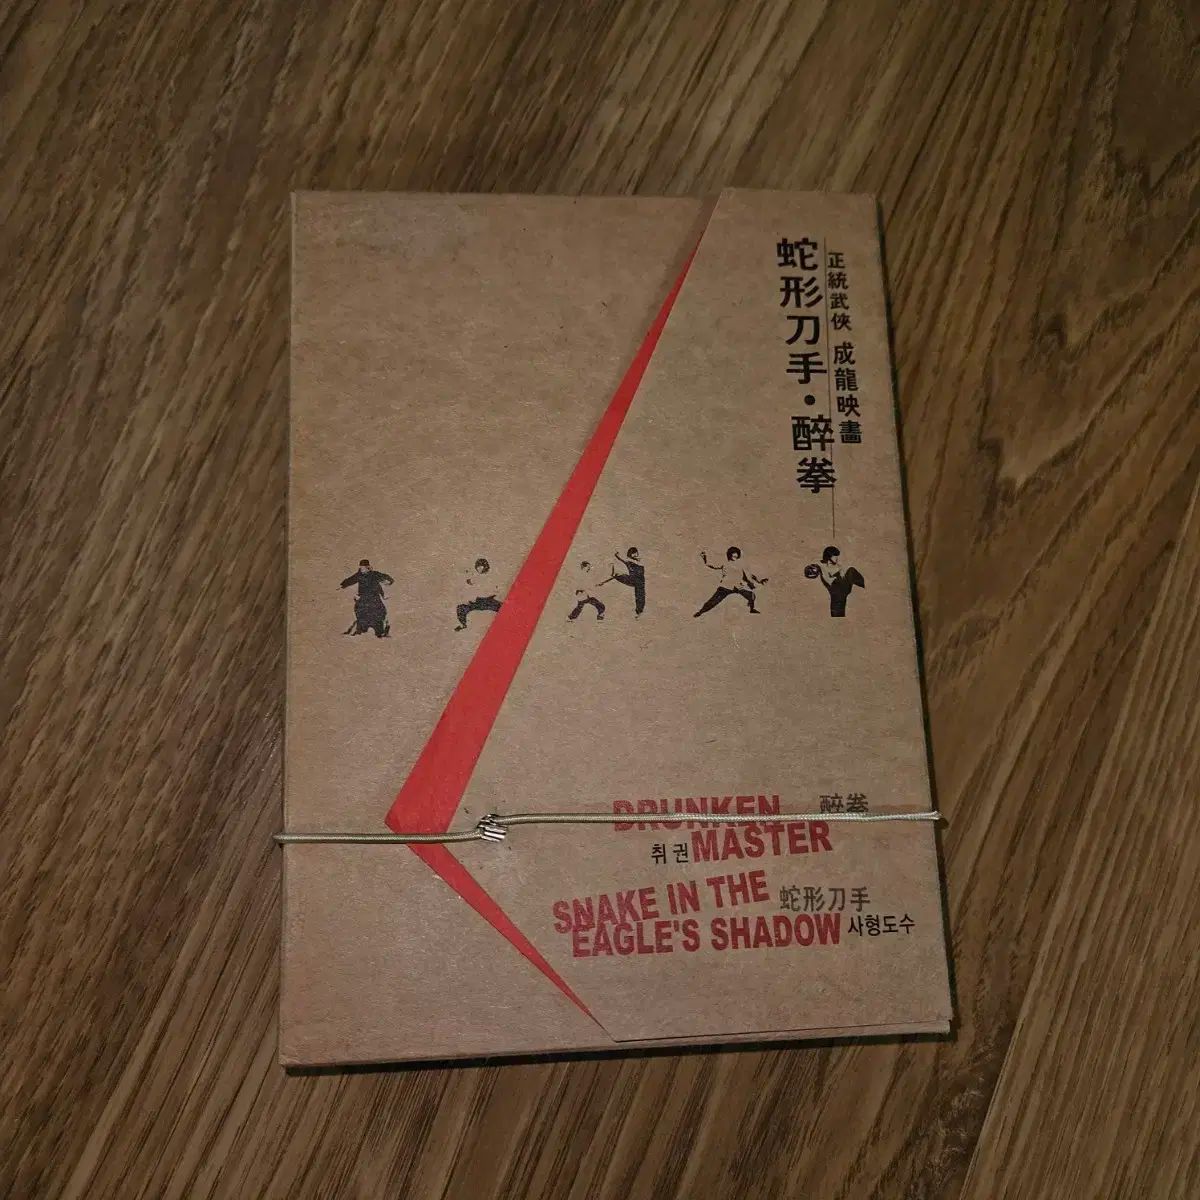 正統武俠 成龍映畫
蛇形刀手·醉拳
DRUNKEN 醉拳
취권 MASTER
SNAKE IN THE 蛇形刀手
EAGLE'S SHADOW 사형도수